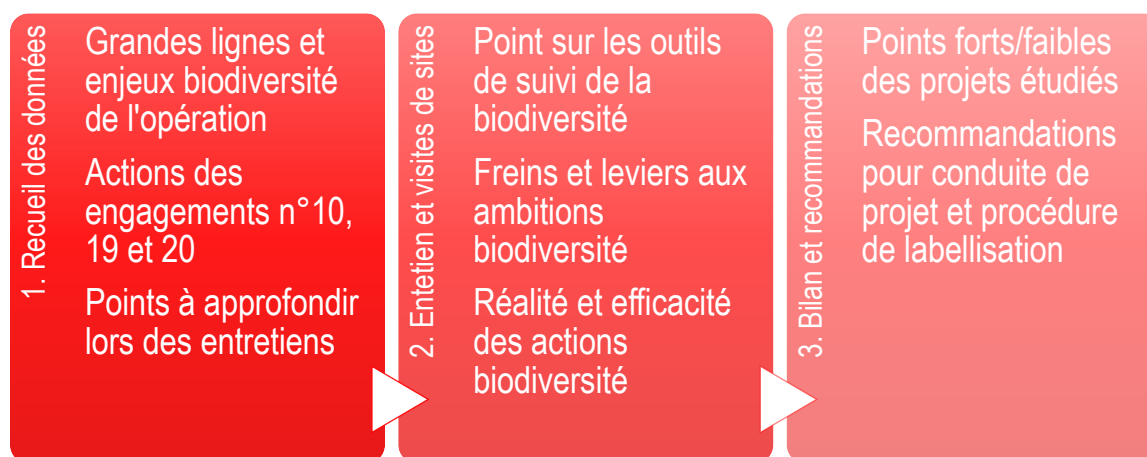 1. Recueil des données
Grandes lignes et
enjeux biodiversité
de l'opération
Actions des
engagements n°10,
19 et 20
Points à approfondir
lors des entretiens
2. Entetien et visites de sites
Point sur les outils
de suivi de la
biodiversité
Freins et leviers aux
ambitions
biodiversité
Réalité et efficacité
des actions
biodiversité
3. Bilan et recommandations
Points forts/faibles
des projets étudiés
Recommandations
pour conduite de
projet et procédure
de labellisation